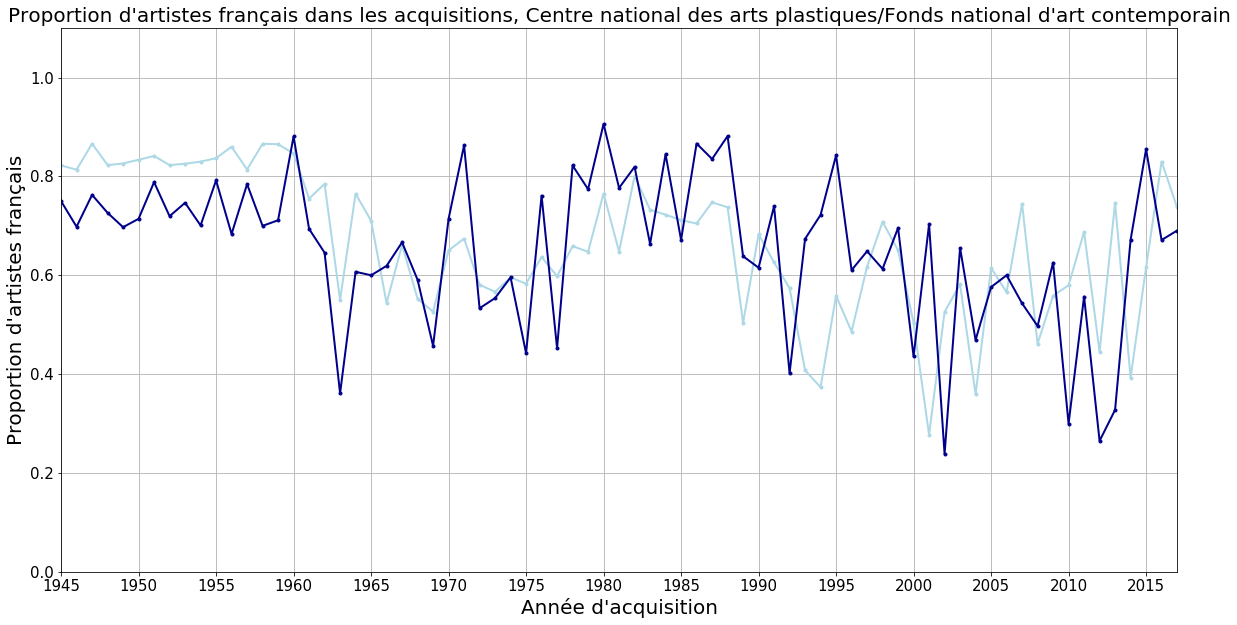 Proportion d'artistes français dans les acquisitions, Centre national des arts plastiques/Fonds national d'art contemporain
1.0
0.8
0.6
0.4
0.2
0.0
Proportion d'artistes français
1945 1950 1955 1960 1965 1970 1975 1980 1985 1990 1995 2000 2005 2010 2015
Année d'acquisition